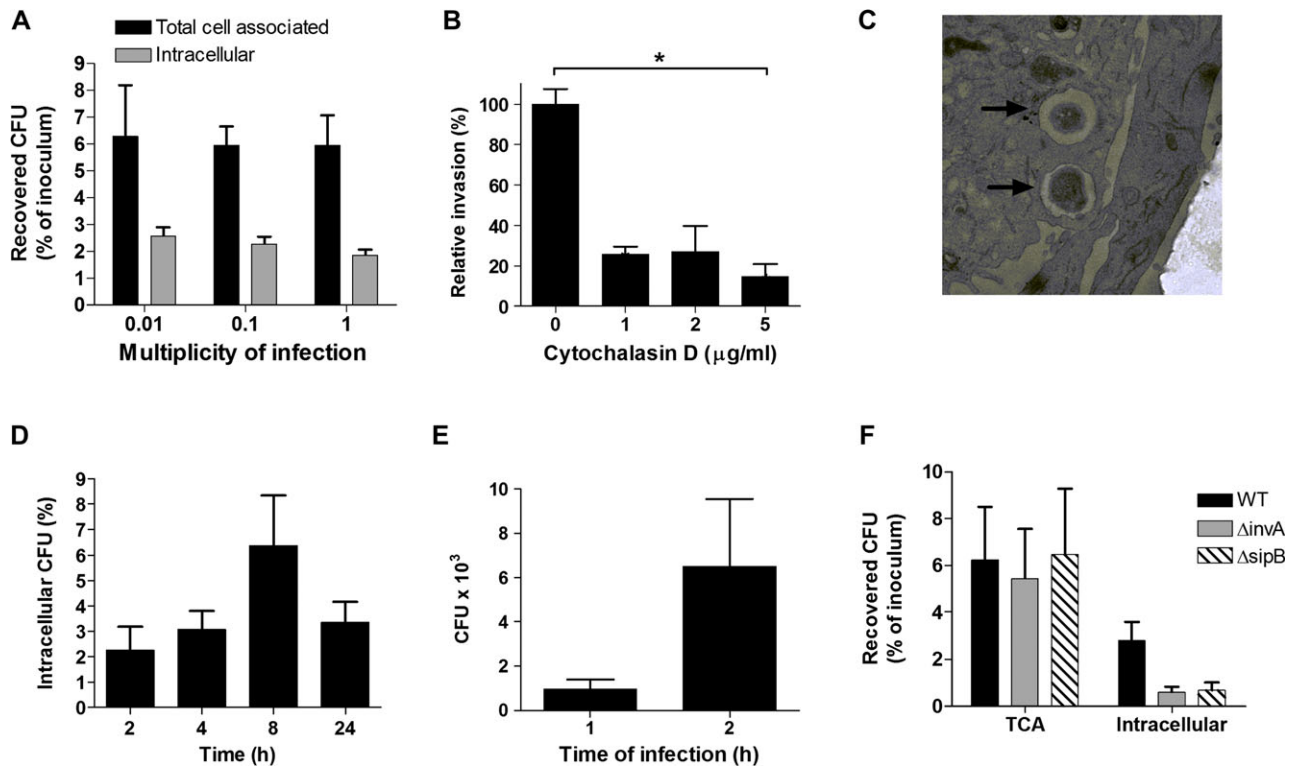 A
Total cell associated
Intracellular
Recovered CFU
(% of inoculum)
9
8
7
6
5
4
3
2
1
0
0.01 0.1 1
Multiplicity of infection
B
*
Relative invasion (%)
100
80
60
40
20
0
0 1 2 5
Cytochalasin D (μg/ml)
C
D
Intracellular CFU (%)
9
8
7
6
5
4
3
2
1
0
2 4 8 24
Time (h)
E
CFU x 10³
10
8
6
4
2
0
1 2
Time of infection (h)
F
Recovered CFU
(% of inoculum)
10
8
6
4
2
0
TCA Intracellular
WT
ΔinvA
ΔsipB